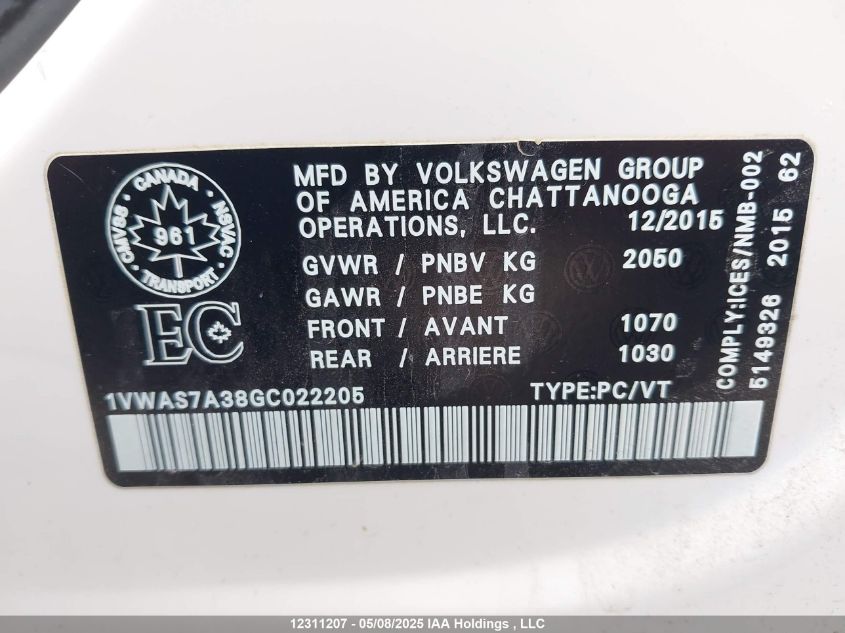 CANADA
CMVSS
961
NSVAC
TRANSPORT
EC
MFD BY VOLKSWAGEN GROUP
OF AMERICA CHATTANOOGA
OPERATIONS, LLC. 12/2015
GVWR / PNBV KG 2050
GAWR / PNBE KG
FRONT / AVANT 1070
REAR / ARRIERE 1030
1VWAS7A38GC022205 TYPE:PC/VT
COMPLY:ICES/NMB-002
5149326 2015 62
12311207 - 05/08/2025 IAA Holdings , LLC